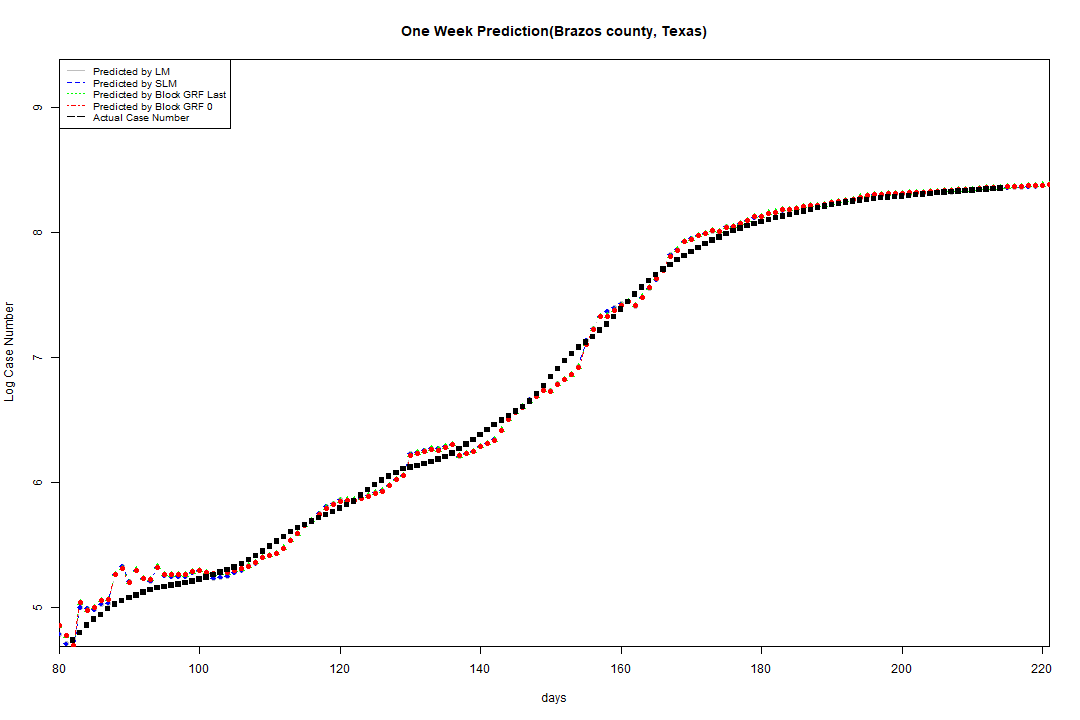 One Week Prediction(Brazos county, Texas)
Predicted by LM
Predicted by SLM
Predicted by Block GRF Last
Predicted by Block GRF 0
Actual Case Number
9
8
7
6
5
Log Case Number
80 100 120 140 160 180 200 220
days